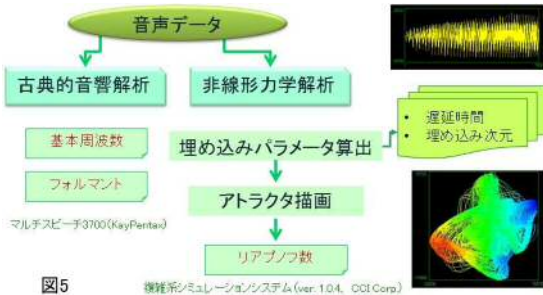 音声データ
古典的音響解析
非線形力学解析
基本周波数
フォルマント
マルチスピーチ3700(KayPentax)
埋め込みパラメータ算出
• 遅延時間
• 埋め込み次元
アトラクタ描画
リアプノフ数
複雑系シミュレーションシステム(ver. 1.0.4, CCI Corp.)
図5